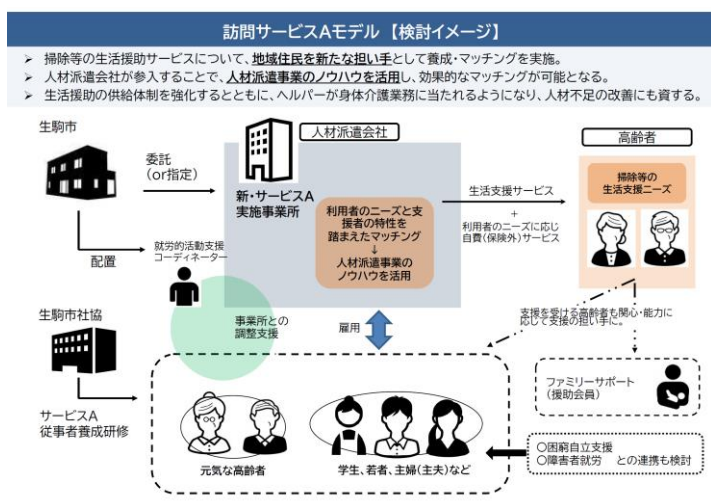 訪問サービスAモデル【検討イメージ】
➢ 掃除等の生活援助サービスについて、地域住民を新たな担い手として養成・マッチングを実施。
➢ 人材派遣会社が参入することで、人材派遣事業のノウハウを活用し、効果的なマッチングが可能となる。
➢ 生活援助の供給体制を強化するとともに、ヘルパーが身体介護業務に当たれるようになり、人材不足の改善にも資する。
生駒市
委託
(or指定)
人材派遣会社
新・サービスA
実施事業所
利用者のニーズと支
援者の特性を
踏まえたマッチング
↓
人材派遣事業の
ノウハウを活用
生活支援サービス
+
利用者のニーズに応じ
自費(保険外)サービス
高齢者
掃除等の
生活支援ニーズ
配置
就労的活動支援
コーディネーター
生駒市社協
事業所との
調整支援
雇用
支援を受ける高齢者も関心・能力に
応じて支援の担い手に。
サービスA
従事者養成研修
元気な高齢者
学生、若者、主婦(主夫)など
ファミリーサポート
(援助会員)
○困窮自立支援
○障害者就労 との連携も検討